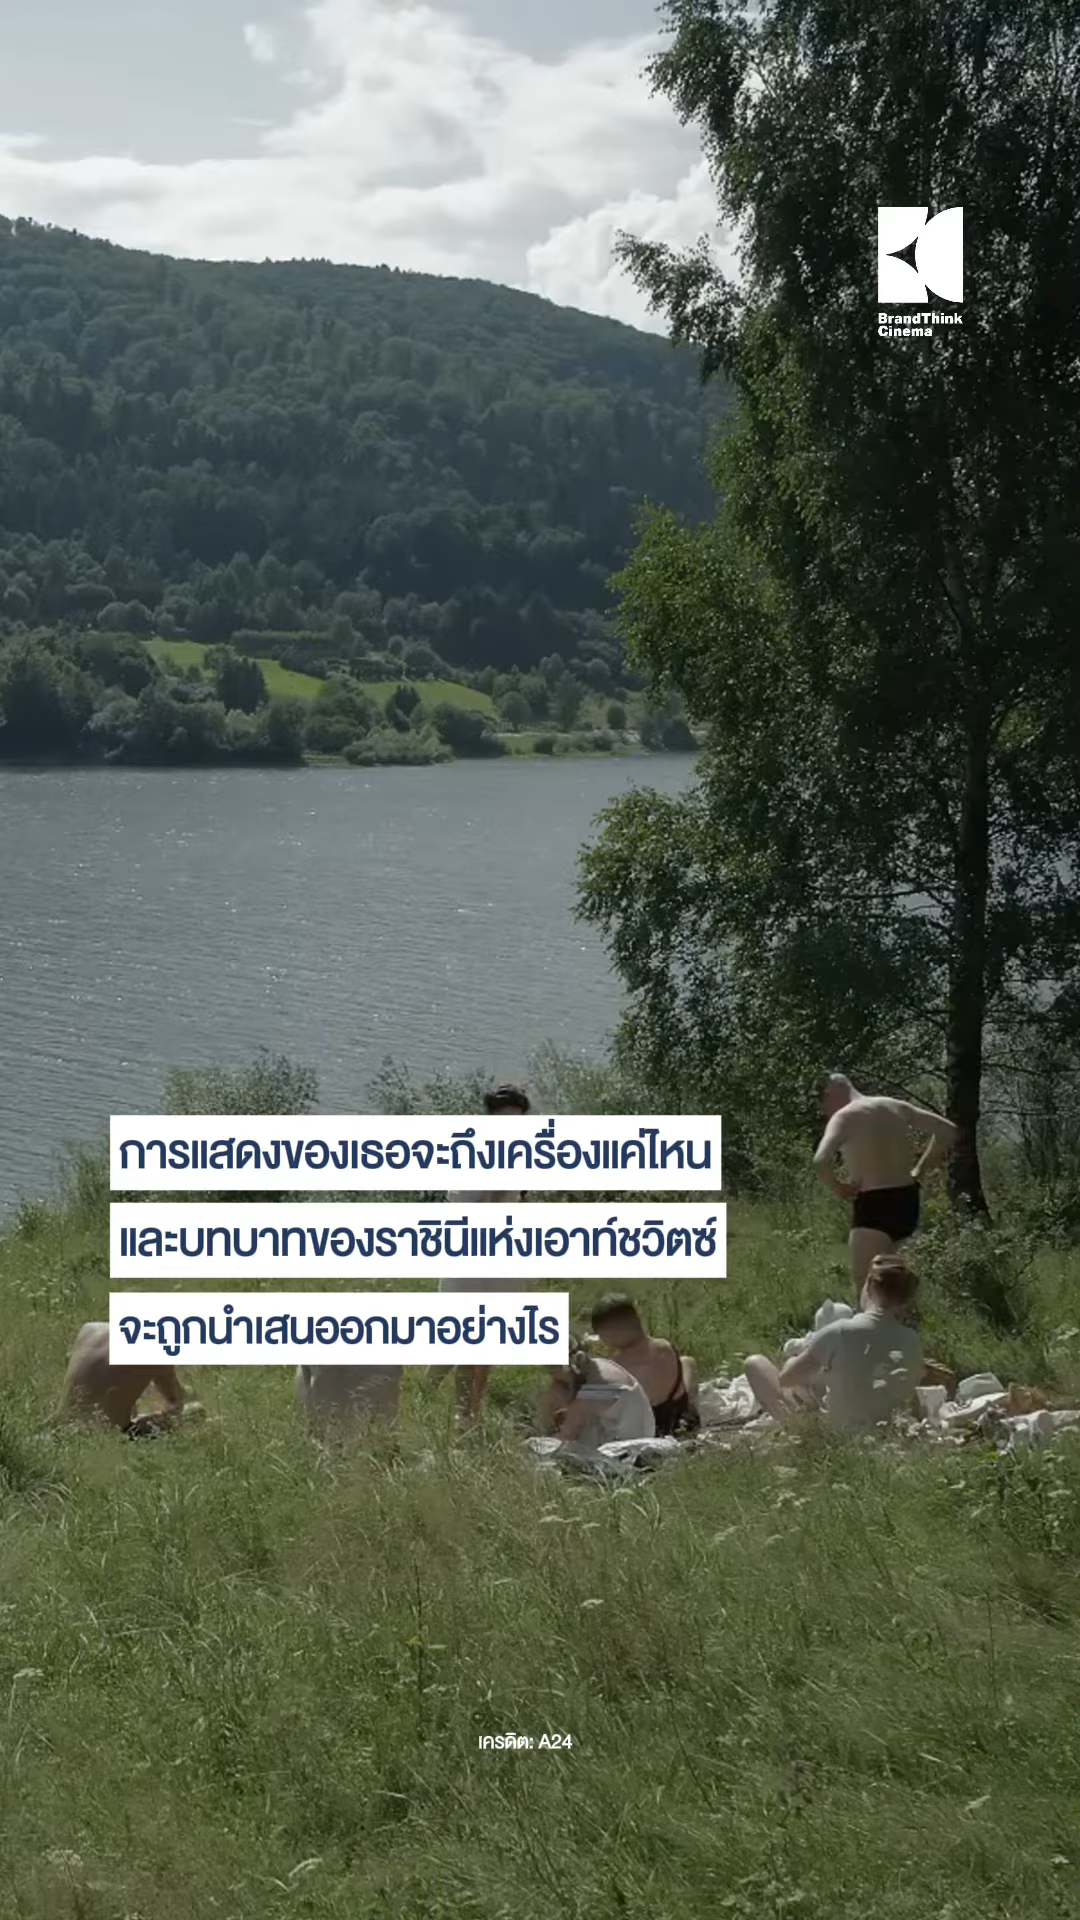 BrandThink
Cinema
การแสดงของเธอจะถึงเครื่องแค่ไหน
และบทบาทของราชินีแห่งเอาท์ชวิตซ์
จะถูกนำเสนออกมาอย่างไร
เครดิต: A24